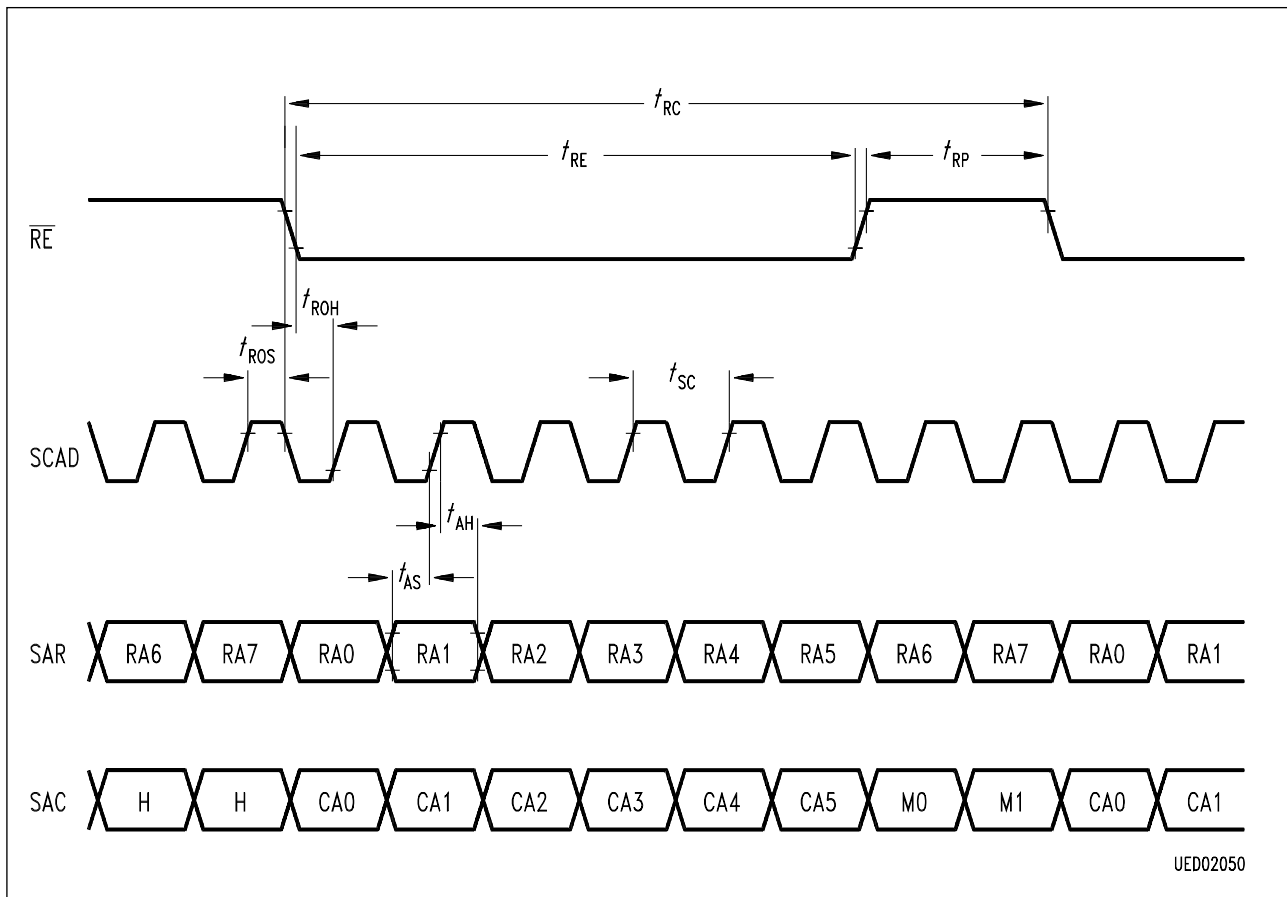 tRC
tRE
tRP
RE
tROH
tROS
tSC
SCAD
tAH
tAS
SAR RA6 RA7 RA0 RA1 RA2 RA3 RA4 RA5 RA6 RA7 RA0 RA1
SAC H H CA0 CA1 CA2 CA3 CA4 CA5 M0 M1 CA0 CA1
UED02050